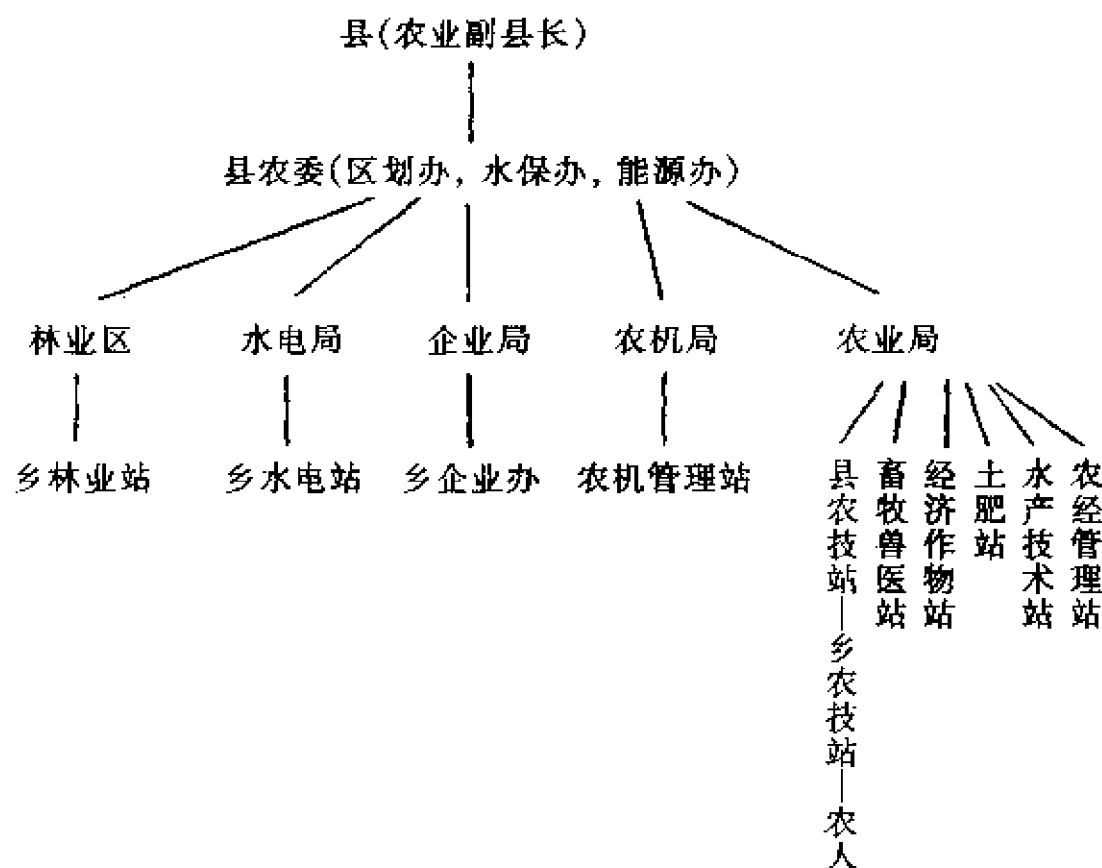 县(农业副县长)
县农委(区划办, 水保办, 能源办)
林业区 水电局 企业局 农机局 农业局
乡林业站 乡水电站 乡企业办 农机管理站
县农技站—乡农技站—农人
畜牧兽医站
经济作物站
土肥站
水产技术站
农经管理站